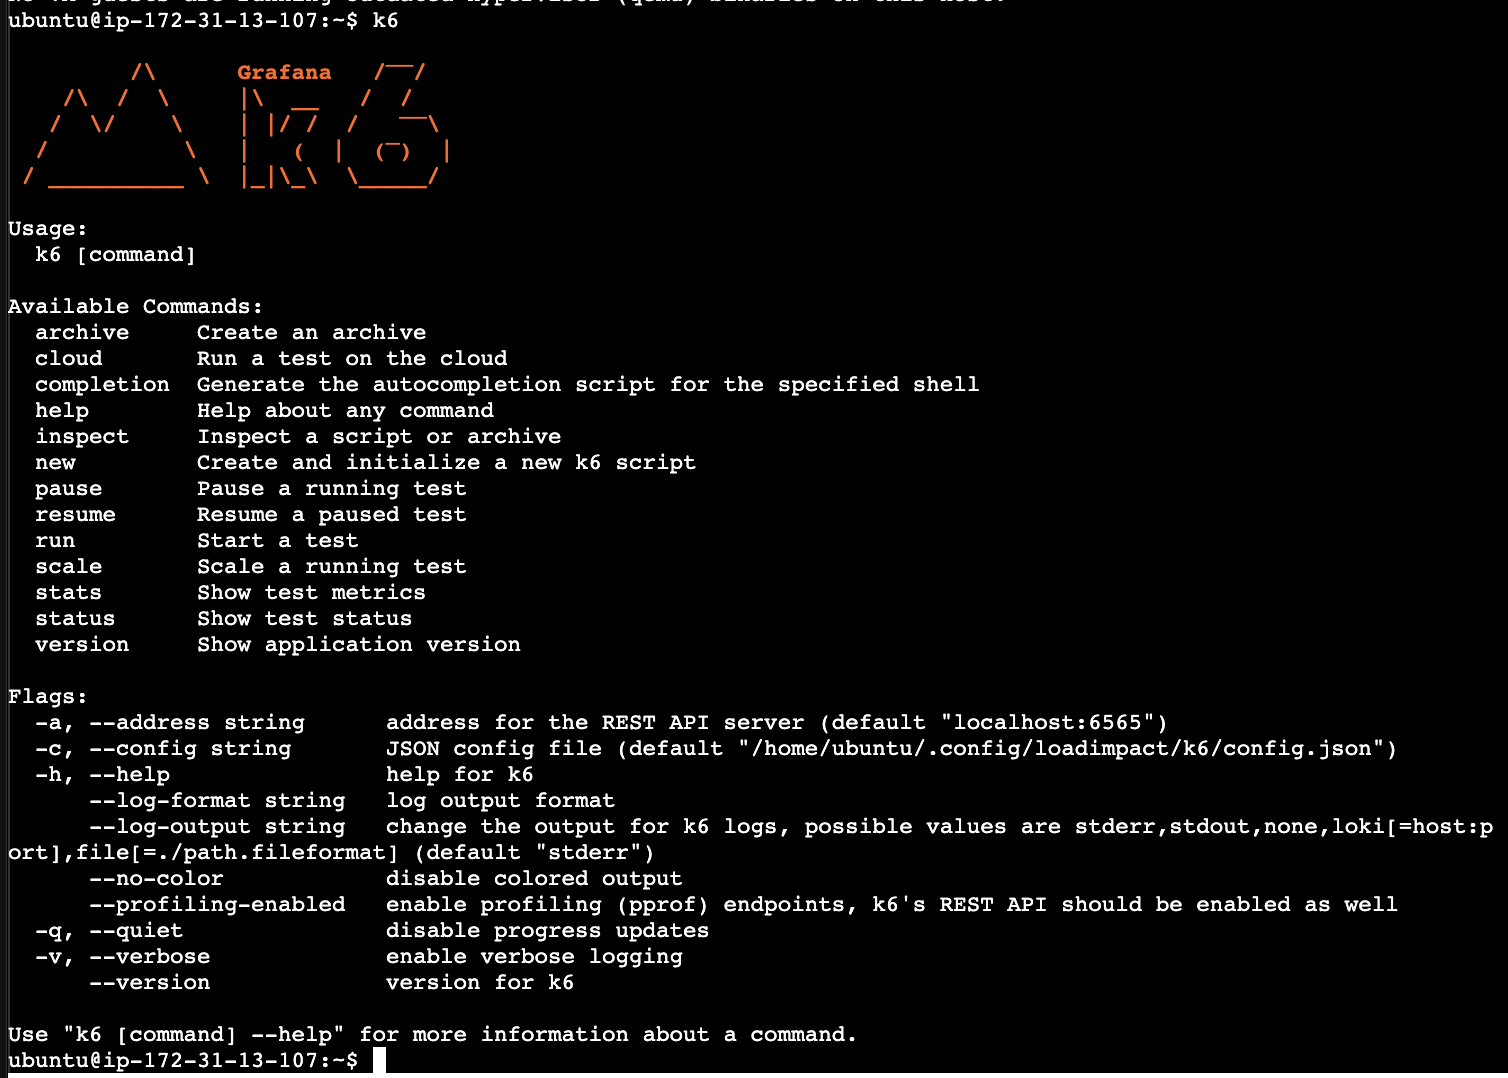 ubuntu@ip-172-31-13-107:~$ k6
Grafana
k6
Usage:
  k6 [command]
Available Commands:
  archive     Create an archive
  cloud       Run a test on the cloud
  completion  Generate the autocompletion script for the specified shell
  help        Help about any command
  inspect     Inspect a script or archive
  new         Create and initialize a new k6 script
  pause       Pause a running test
  resume      Resume a paused test
  run         Start a test
  scale       Scale a running test
  stats       Show test metrics
  status      Show test status
  version     Show application version
Flags:
  -a, --address string      address for the REST API server (default "localhost:6565")
  -c, --config string       JSON config file (default "/home/ubuntu/.config/loadimpact/k6/config.json")
  -h, --help                help for k6
      --log-format string   log output format
      --log-output string   change the output for k6 logs, possible values are stderr,stdout,none,loki[=host:p
ort],file[=./path.fileformat] (default "stderr")
      --no-color            disable colored output
      --profiling-enabled   enable profiling (pprof) endpoints, k6's REST API should be enabled as well
  -q, --quiet               disable progress updates
  -v, --verbose             enable verbose logging
      --version             version for k6
Use "k6 [command] --help" for more information about a command.
ubuntu@ip-172-31-13-107:~$